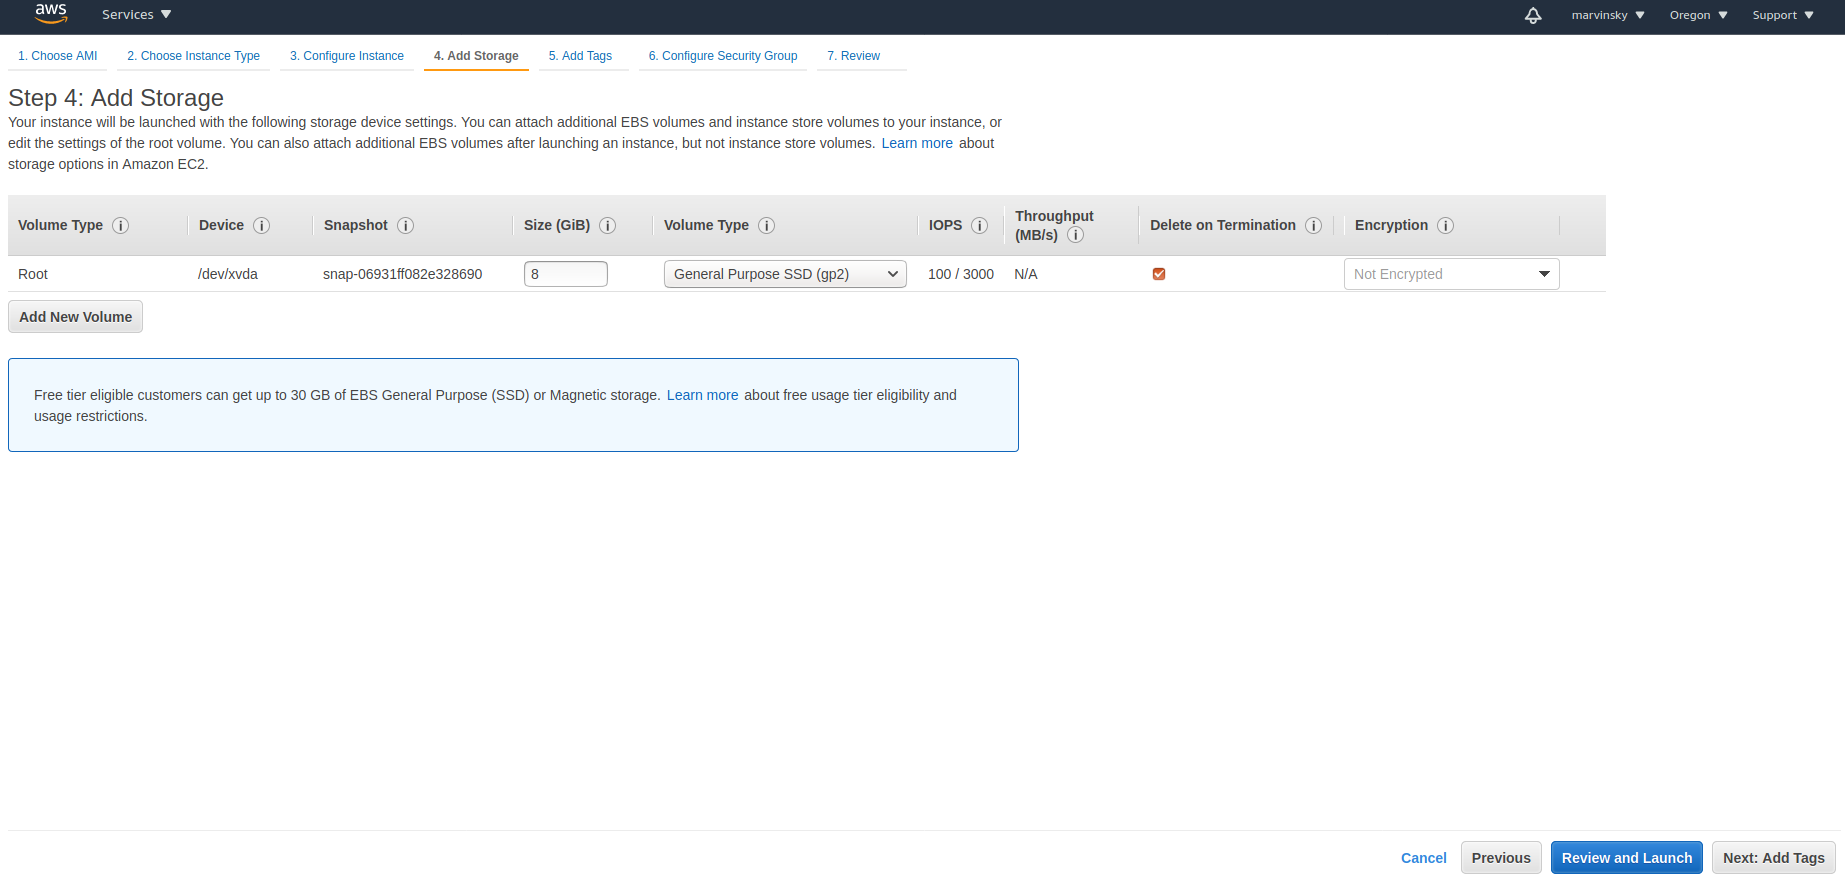 aws Services marvinsky Oregon Support
1. Choose AMI 2. Choose Instance Type 3. Configure Instance 4. Add Storage 5. Add Tags 6. Configure Security Group 7. Review
Step 4: Add Storage
Your instance will be launched with the following storage device settings. You can attach additional EBS volumes and instance store volumes to your instance, or
edit the settings of the root volume. You can also attach additional EBS volumes after launching an instance, but not instance store volumes. Learn more about
storage options in Amazon EC2.
Volume Type i Device i Snapshot i Size (GiB) i Volume Type i IOPS i Throughput
(MB/s) i Delete on Termination i Encryption i
Root /dev/xvda snap-06931ff082e328690 8 General Purpose SSD (gp2) 100 / 3000 N/A Not Encrypted
Add New Volume
Free tier eligible customers can get up to 30 GB of EBS General Purpose (SSD) or Magnetic storage. Learn more about free usage tier eligibility and
usage restrictions.
Cancel Previous Review and Launch Next: Add Tags